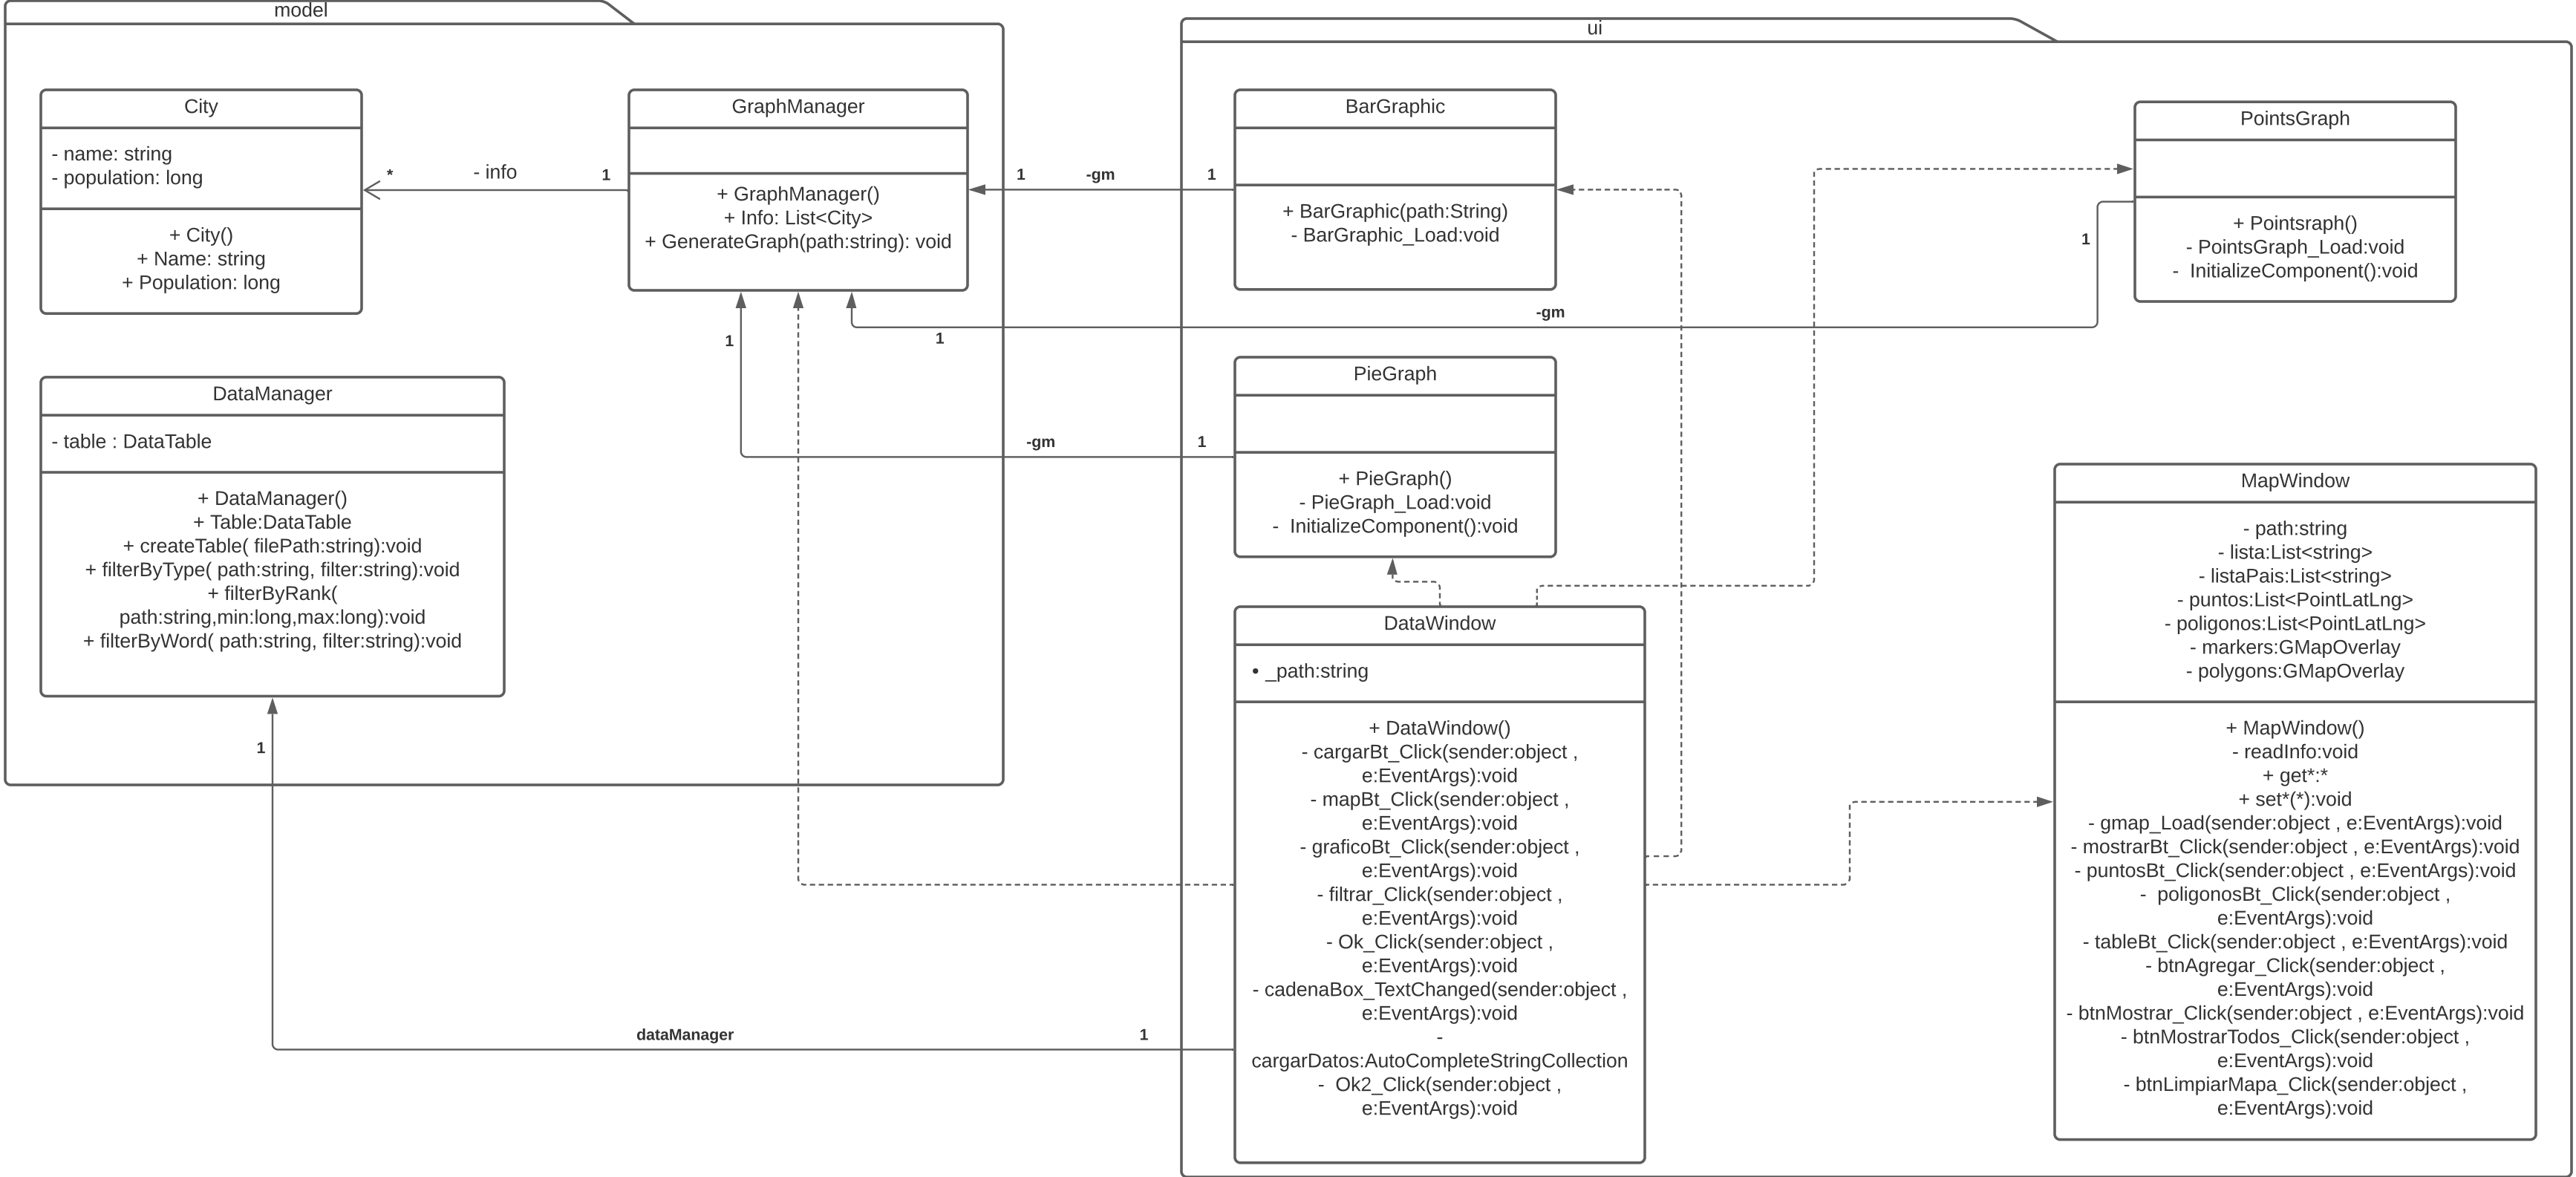 model
City
- name: string
- population: long
+ City()
+ Name: string
+ Population: long
- info
*
1
GraphManager
+ GraphManager()
+ Info: List<City>
+ GenerateGraph(path:string): void
DataManager
- table : DataTable
+ DataManager()
+ Table:DataTable
+ createTable( filePath:string):void
+ filterByType( path:string, filter:string):void
+ filterByRank(
path:string,min:long,max:long):void
+ filterByWord( path:string, filter:string):void
1
-gm
1
1
-gm
1
1
-gm
1
1
dataManager
1
ui
BarGraphic
+ BarGraphic(path:String)
- BarGraphic_Load:void
PointsGraph
+ Pointsraph()
- PointsGraph_Load:void
- InitializeComponent():void
PieGraph
+ PieGraph()
- PieGraph_Load:void
- InitializeComponent():void
DataWindow
• _path:string
+ DataWindow()
- cargarBt_Click(sender:object ,
e:EventArgs):void
- mapBt_Click(sender:object ,
e:EventArgs):void
- graficoBt_Click(sender:object ,
e:EventArgs):void
- filtrar_Click(sender:object ,
e:EventArgs):void
- Ok_Click(sender:object ,
e:EventArgs):void
- cadenaBox_TextChanged(sender:object ,
e:EventArgs):void
-
cargarDatos:AutoCompleteStringCollection
- Ok2_Click(sender:object ,
e:EventArgs):void
MapWindow
- path:string
- lista:List<string>
- listaPais:List<string>
- puntos:List<PointLatLng>
- poligonos:List<PointLatLng>
- markers:GMapOverlay
- polygons:GMapOverlay
+ MapWindow()
- readInfo:void
+ get*:*
+ set*(*):void
- gmap_Load(sender:object , e:EventArgs):void
- mostrarBt_Click(sender:object , e:EventArgs):void
- puntosBt_Click(sender:object , e:EventArgs):void
- poligonosBt_Click(sender:object ,
e:EventArgs):void
- tableBt_Click(sender:object , e:EventArgs):void
- btnAgregar_Click(sender:object ,
e:EventArgs):void
- btnMostrar_Click(sender:object , e:EventArgs):void
- btnMostrarTodos_Click(sender:object ,
e:EventArgs):void
- btnLimpiarMapa_Click(sender:object ,
e:EventArgs):void